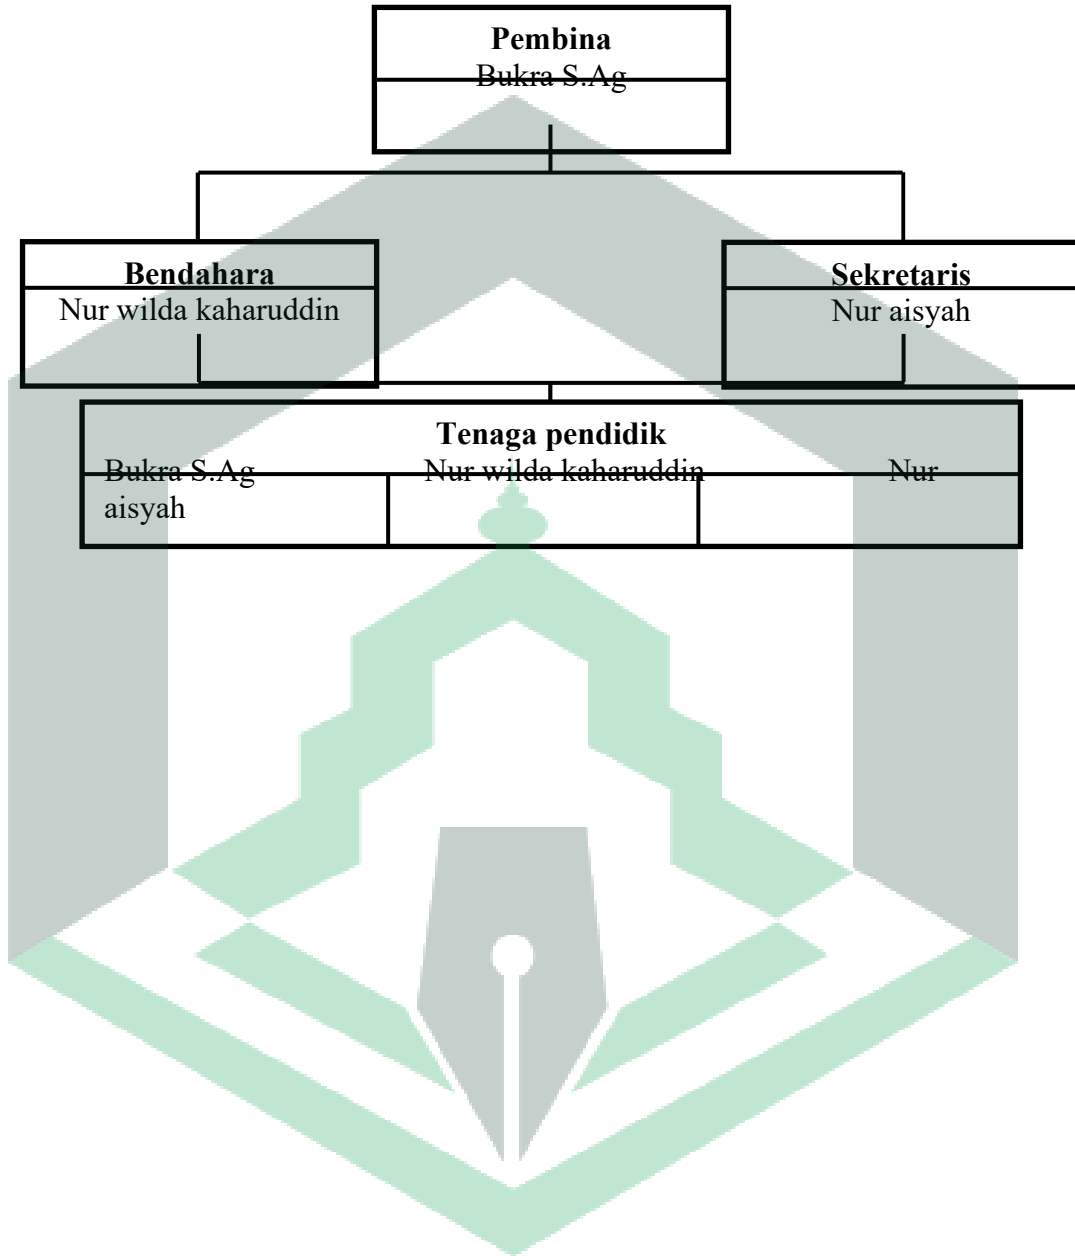 Pembina
Bukra S.Ag
Bendahara
Nur wilda kaharuddin
Sekretaris
Nur aisyah
Tenaga pendidik
Bukra S.Ag Nur wilda kaharuddin Nur
aisyah